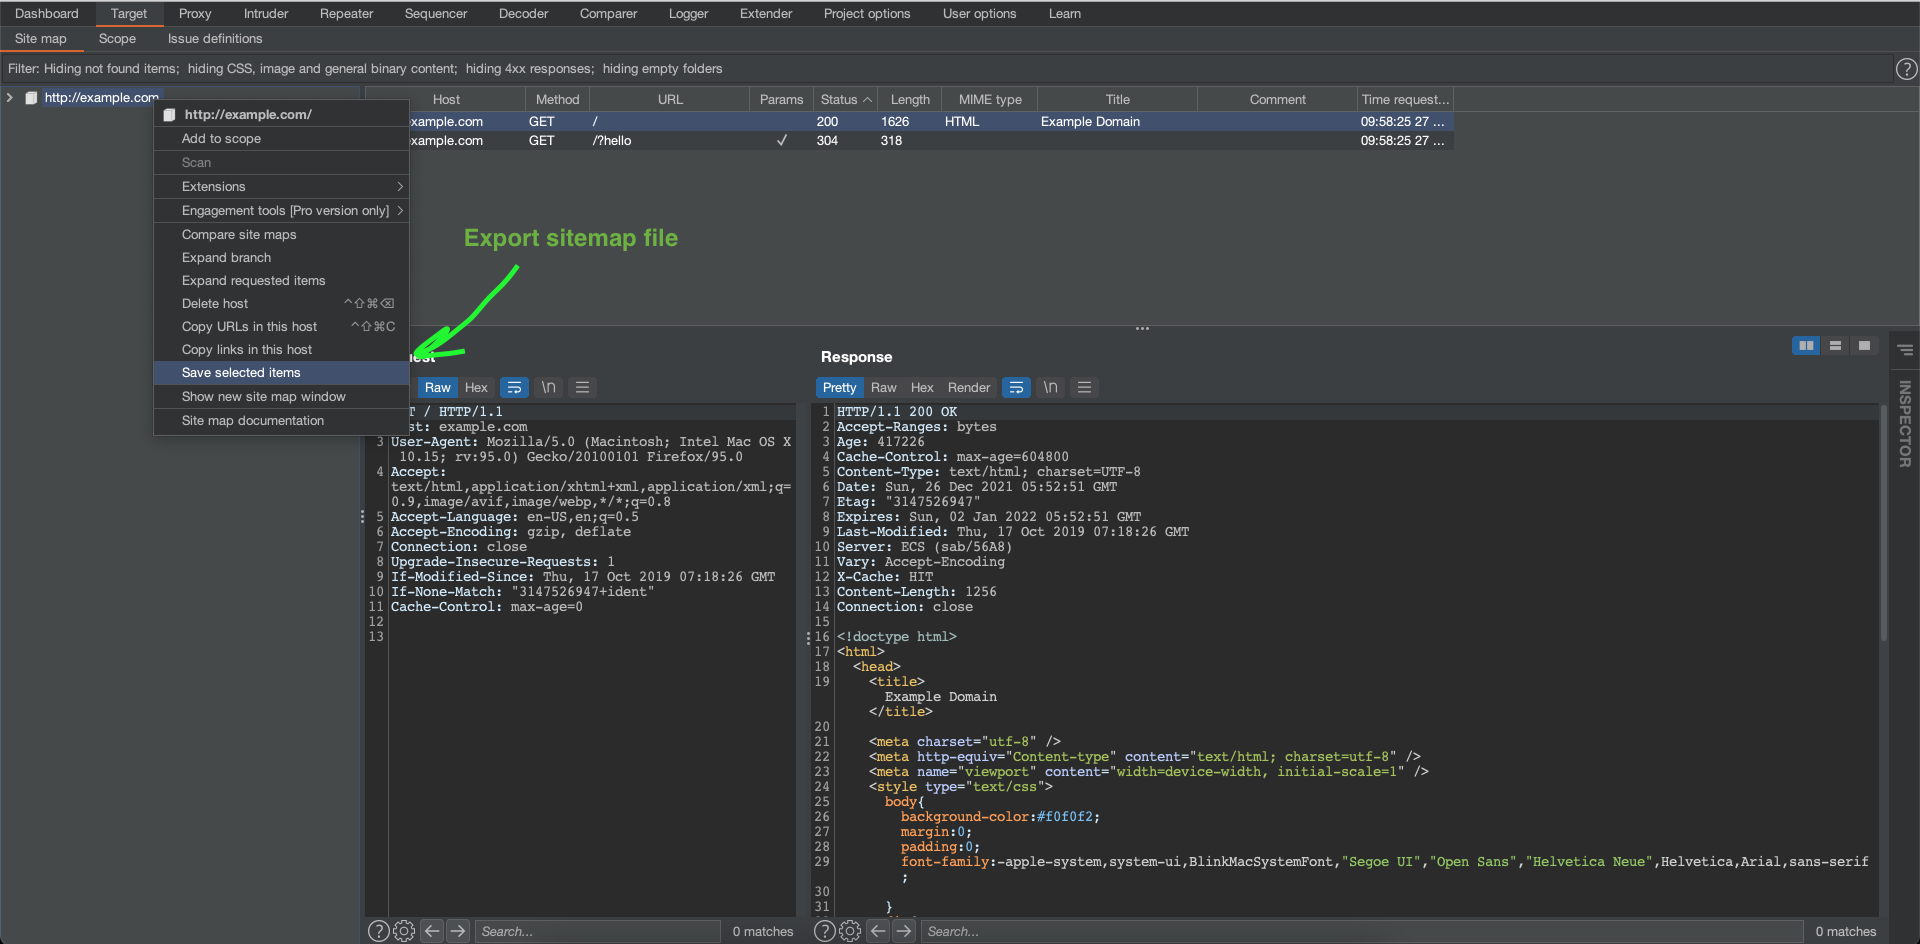 Dashboard Target Proxy Intruder Repeater Sequencer Decoder Comparer Logger Extender Project options User options Learn
Site map Scope Issue definitions
Filter: Hiding not found items; hiding CSS, image and general binary content; hiding 4xx responses; hiding empty folders
http://example.com
http://example.com/
Add to scope
Scan
Extensions
Engagement tools [Pro version only]
Compare site maps
Expand branch
Expand requested items
Delete host ^⇧⌘⌫
Copy URLs in this host ^⇧⌘C
Copy links in this host
Save selected items
Show new site map window
Site map documentation
Host Method URL Params Status Length MIME type Title Comment Time request...
example.com GET / 200 1626 HTML Example Domain 09:58:25 27 ...
example.com GET /?hello ✓ 304 318 09:58:25 27 ...
Export sitemap file
Raw Hex \n
T / HTTP/1.1
st: example.com
3 User-Agent: Mozilla/5.0 (Macintosh; Intel Mac OS X
10.15; rv:95.0) Gecko/20100101 Firefox/95.0
4 Accept:
text/html,application/xhtml+xml,application/xml;q=
0.9,image/avif,image/webp,*/*;q=0.8
5 Accept-Language: en-US,en;q=0.5
6 Accept-Encoding: gzip, deflate
7 Connection: close
8 Upgrade-Insecure-Requests: 1
9 If-Modified-Since: Thu, 17 Oct 2019 07:18:26 GMT
10 If-None-Match: "3147526947+ident"
11 Cache-Control: max-age=0
12
13
Search... 0 matches
Response
Pretty Raw Hex Render \n
1 HTTP/1.1 200 OK
2 Accept-Ranges: bytes
3 Age: 417226
4 Cache-Control: max-age=604800
5 Content-Type: text/html; charset=UTF-8
6 Date: Sun, 26 Dec 2021 05:52:51 GMT
7 Etag: "3147526947"
8 Expires: Sun, 02 Jan 2022 05:52:51 GMT
9 Last-Modified: Thu, 17 Oct 2019 07:18:26 GMT
10 Server: ECS (sab/56A8)
11 Vary: Accept-Encoding
12 X-Cache: HIT
13 Content-Length: 1256
14 Connection: close
15
16 <!doctype html>
17 <html>
18 <head>
19 <title>
Example Domain
</title>
20
21 <meta charset="utf-8" />
22 <meta http-equiv="Content-type" content="text/html; charset=utf-8" />
23 <meta name="viewport" content="width=device-width, initial-scale=1" />
24 <style type="text/css">
25 body{
26 background-color:#f0f0f2;
27 margin:0;
28 padding:0;
29 font-family:-apple-system,system-ui,BlinkMacSystemFont,"Segoe UI","Open Sans","Helvetica Neue",Helvetica,Arial,sans-serif
;
30
31 }
Search... 0 matches
INSPECTOR